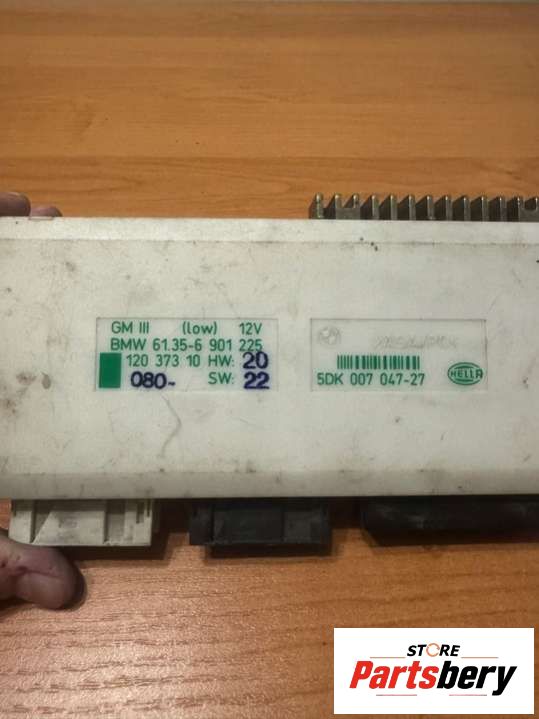 GM III (low) 12V
BMW 61.35-6 901 225
120 373 10 HW: 20
080- SW: 22
5DK 007 047-27
HELLA
STORE
Partsbery